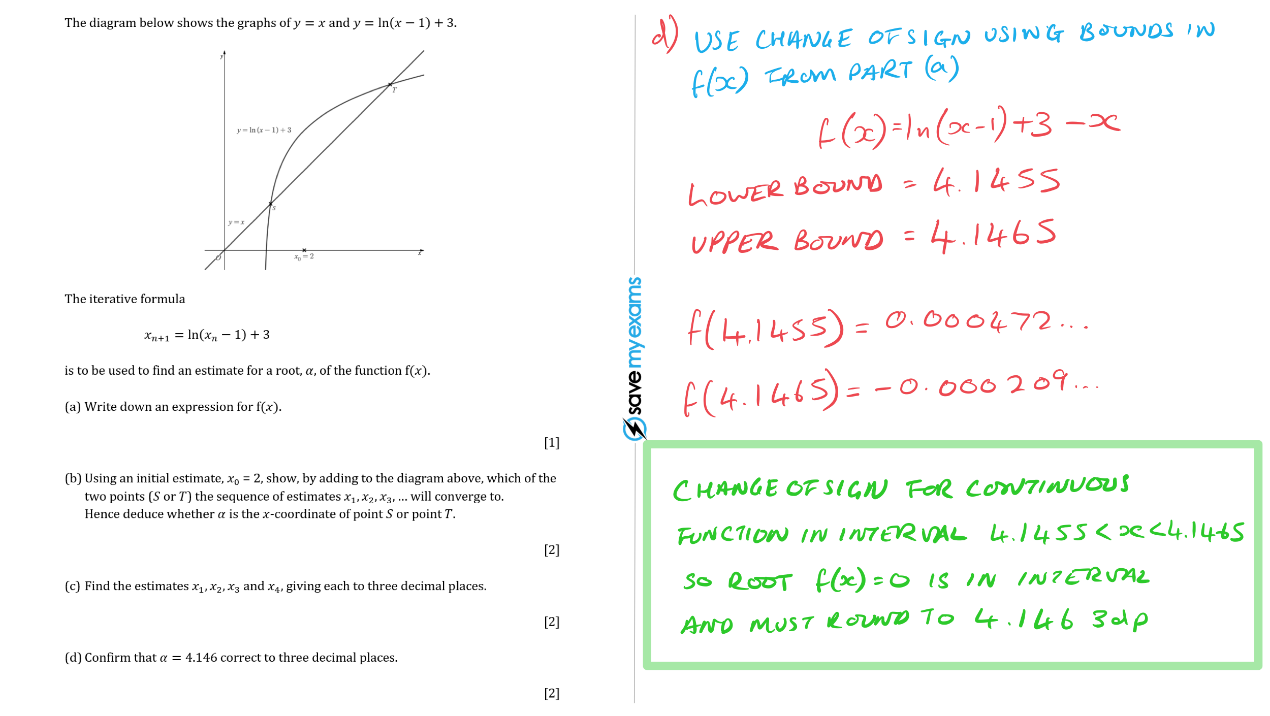 The diagram below shows the graphs of y = x and y = ln(x − 1) + 3.
y
T
y = ln(x − 1) + 3
S
y = x
O
x₀ = 2
x
The iterative formula
xₙ₊₁ = ln(xₙ − 1) + 3
is to be used to find an estimate for a root, α, of the function f(x).
(a) Write down an expression for f(x).
[1]
(b) Using an initial estimate, x₀ = 2, show, by adding to the diagram above, which of the
two points (S or T) the sequence of estimates x₁, x₂, x₃, … will converge to.
Hence deduce whether α is the x-coordinate of point S or point T.
[2]
(c) Find the estimates x₁, x₂, x₃ and x₄, giving each to three decimal places.
[2]
(d) Confirm that α = 4.146 correct to three decimal places.
[2]
savemyexams
d) USE CHANGE OF SIGN USING BOUNDS IN
f(x) FROM PART (a)
f(x) = ln(x-1) + 3 - x
LOWER BOUND = 4.1455
UPPER BOUND = 4.1465
f(4.1455) = 0.000472...
f(4.1465) = -0.000209...
CHANGE OF SIGN FOR CONTINUOUS
FUNCTION IN INTERVAL 4.1455 < x < 4.1465
SO ROOT f(x) = 0 IS IN INTERVAL
AND MUST ROUND TO 4.146 3dp